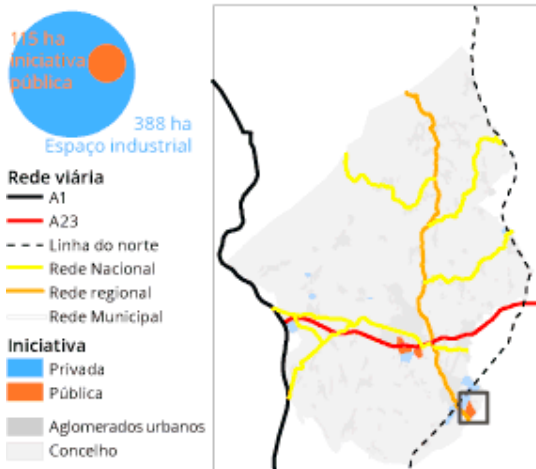 115 ha
Iniciativa
pública
388 ha
Espaço industrial
Rede viária
A1
A23
Linha do norte
Rede Nacional
Rede regional
Rede Municipal
Iniciativa
Privada
Pública
Aglomerados urbanos
Concelho